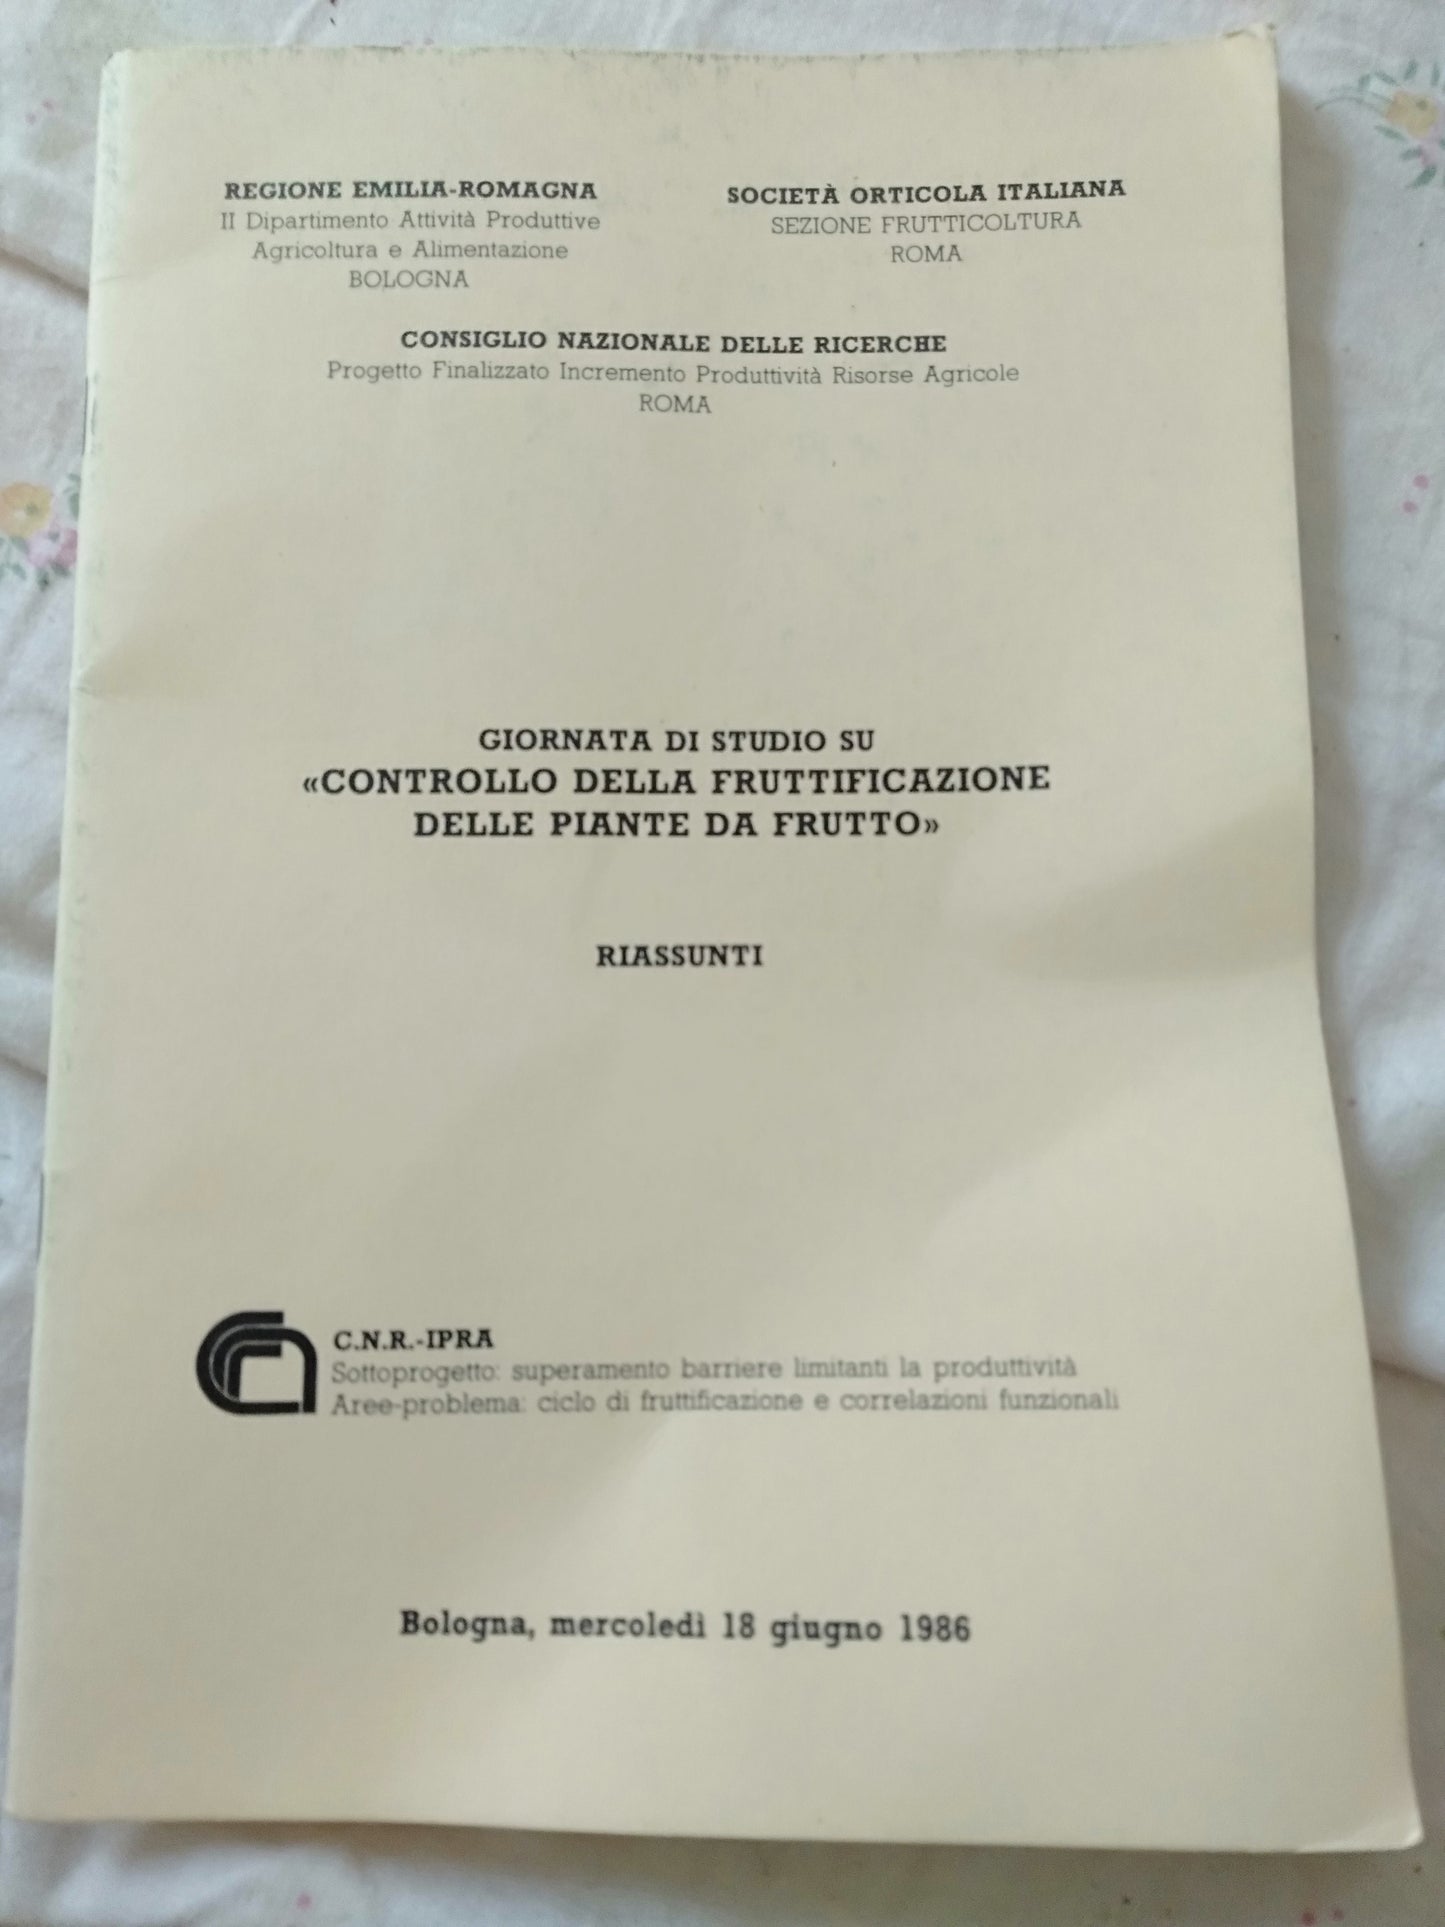 REGIONE EMILIA-ROMAGNA
II Dipartimento Attività Produttive
Agricoltura e Alimentazione
BOLOGNA
SOCIETÀ ORTICOLA ITALIANA
SEZIONE FRUTTICOLTURA
ROMA
CONSIGLIO NAZIONALE DELLE RICERCHE
Progetto Finalizzato Incremento Produttività Risorse Agricole
ROMA
GIORNATA DI STUDIO SU
«CONTROLLO DELLA FRUTTIFICAZIONE
DELLE PIANTE DA FRUTTO»
RIASSUNTI
C.N.R.-IPRA
Sottoprogetto: superamento barriere limitanti la produttività
Aree-problema: ciclo di fruttificazione e correlazioni funzionali
Bologna, mercoledì 18 giugno 1986